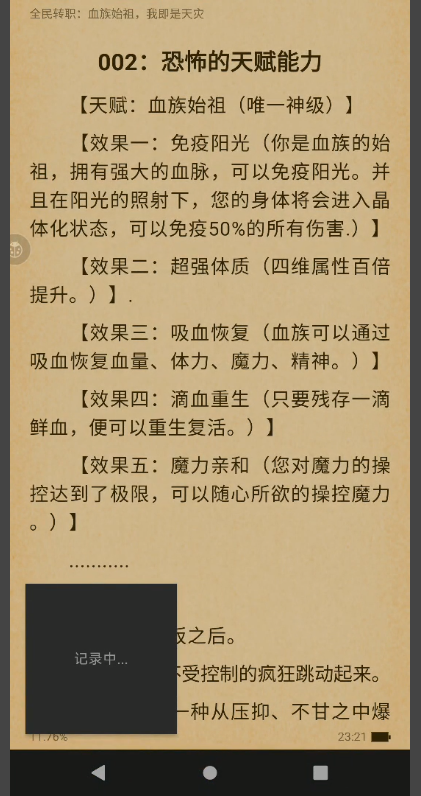 全民转职：血族始祖，我即是天灾
002：恐怖的天赋能力
【天赋：血族始祖（唯一神级）】
【效果一：免疫阳光（你是血族的始
祖，拥有强大的血脉，可以免疫阳光。并
且在阳光的照射下，您的身体将会进入晶
体化状态，可以免疫50%的所有伤害.）】
【效果二：超强体质（四维属性百倍
提升。）】.
【效果三：吸血恢复（血族可以通过
吸血恢复血量、体力、魔力、精神。）】
【效果四：滴血重生（只要残存一滴
鲜血，便可以重生复活。）】
【效果五：魔力亲和（您对魔力的操
控达到了极限，可以随心所欲的操控魔力
。）】
...........
之后。
受控制的疯狂跳动起来。
一种从压抑、不甘之中爆
记录中...
11.76%
23:21